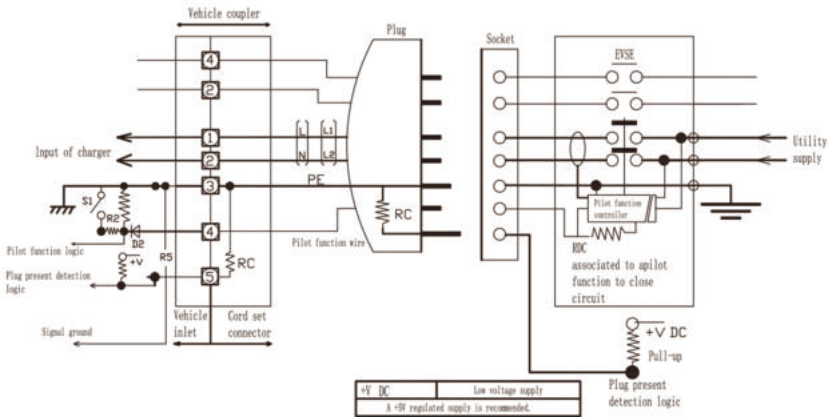 Vehicle coupler
Plug
Socket
EVSE
4
2
1
2
3
4
5
L
L1
N
L2
PE
Input of charger
Utility
supply
S1
R2
D2
R5
RC
RC
Pilot function wire
Pilot function logic
+V
Plug present detection
logic
Signal ground
Vehicle
inlet
Cord set
connector
Pilot function
controller
RDC
associated to apilot
function to close
circuit
+V DC
Pull-up
Plug present
detection logic
+V DC
Low voltage supply
A +5V regulated supply is recommended.